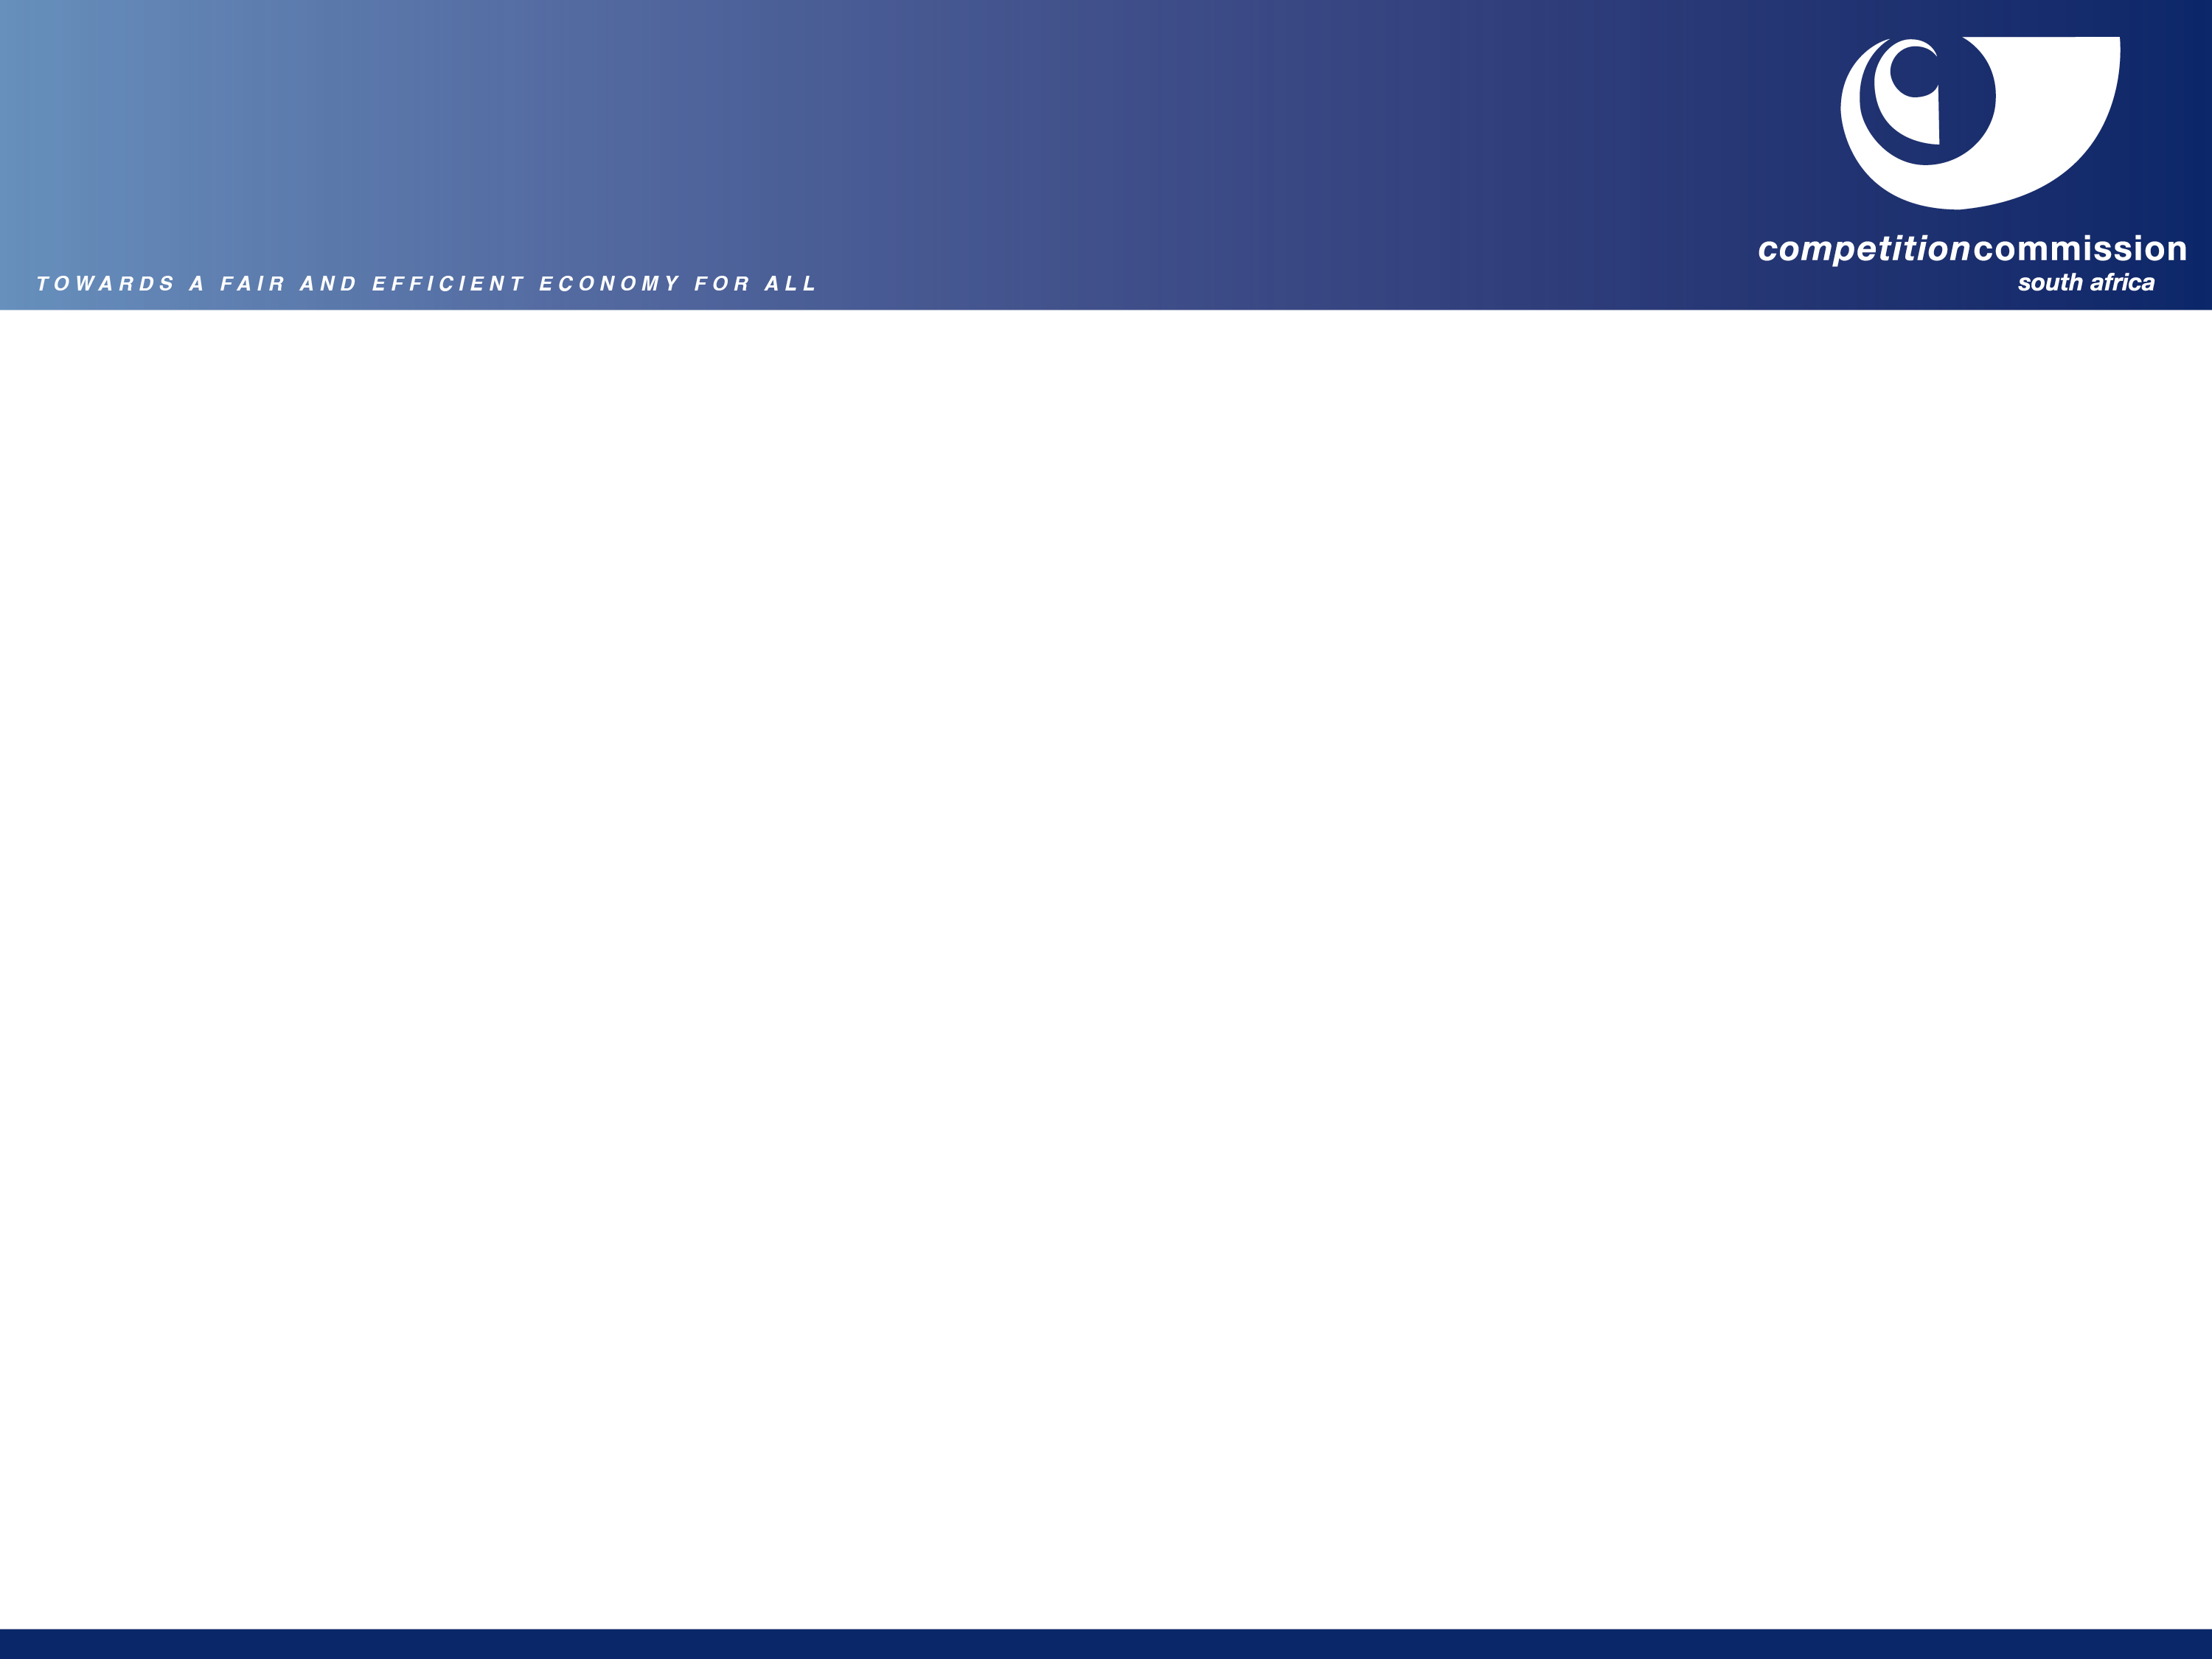 TOWARDS A FAIR AND EFFICIENT ECONOMY FOR ALL
competitioncommission
south africa